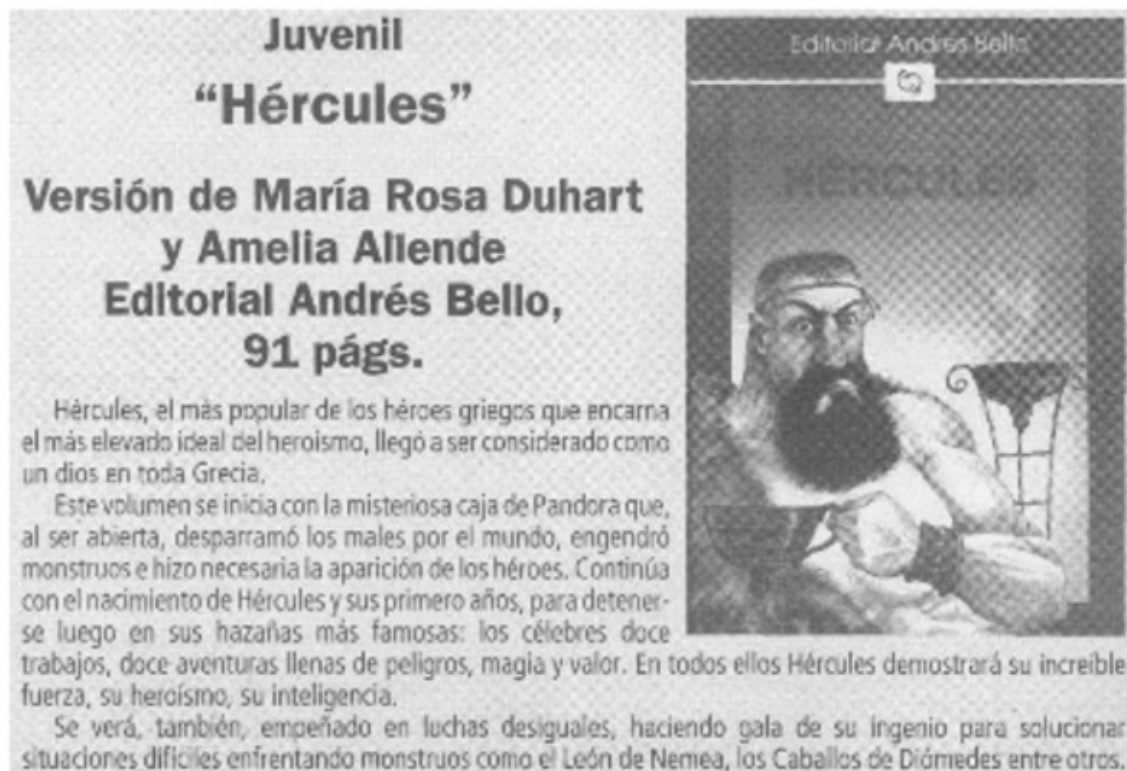 Juvenil
“Hércules”
Versión de María Rosa Duhart
y Amelia Allende
Editorial Andrés Bello,
91 págs.
Editorial Andrés Bello
HERCULES
Hércules, el más popular de los héroes griegos que encarna
el más elevado ideal del heroísmo, llegó a ser considerado como
un dios en toda Grecia.
Este volumen se inicia con la misteriosa caja de Pandora que,
al ser abierta, desparramó los males por el mundo, engendró
monstruos e hizo necesaria la aparición de los héroes. Continúa
con el nacimiento de Hércules y sus primero años, para detener-
se luego en sus hazañas más famosas: los célebres doce
trabajos, doce aventuras llenas de peligros, magia y valor. En todos ellos Hércules demostrará su increíble
fuerza, su heroísmo, su inteligencia.
Se verá, también, empeñado en luchas desiguales, haciendo gala de su ingenio para solucionar
situaciones difíciles enfrentando monstruos como el León de Nemea, los Caballos de Diómedes entre otros.